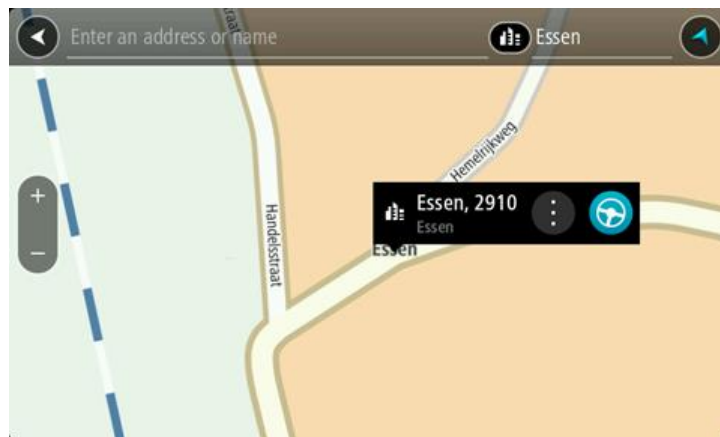 Enter an address or name
Essen
Hemelrijkweg
Essen, 2910
Essen
Essen
Handelsstraat